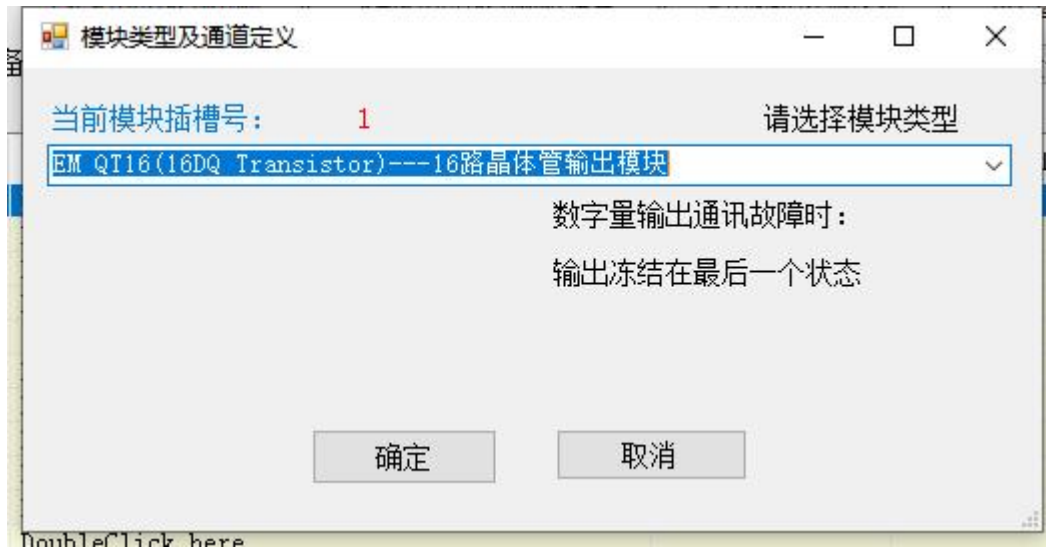 模块类型及通道定义
当前模块插槽号： 1 请选择模块类型
EM QT16(16DQ Transistor)---16路晶体管输出模块
数字量输出通讯故障时：
输出冻结在最后一个状态
确定 取消
DoubleClick here